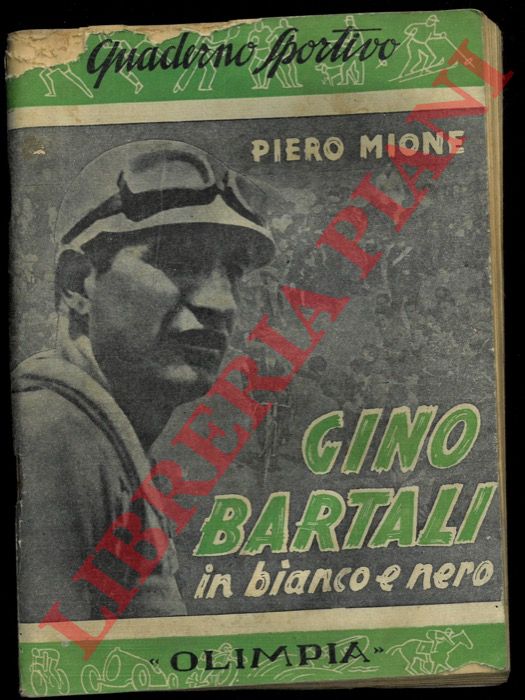 Quaderno Sportivo
PIERO MIONE
GINO
BARTALI
in bianco e nero
"OLIMPIA"
LIBRERIA PIANI